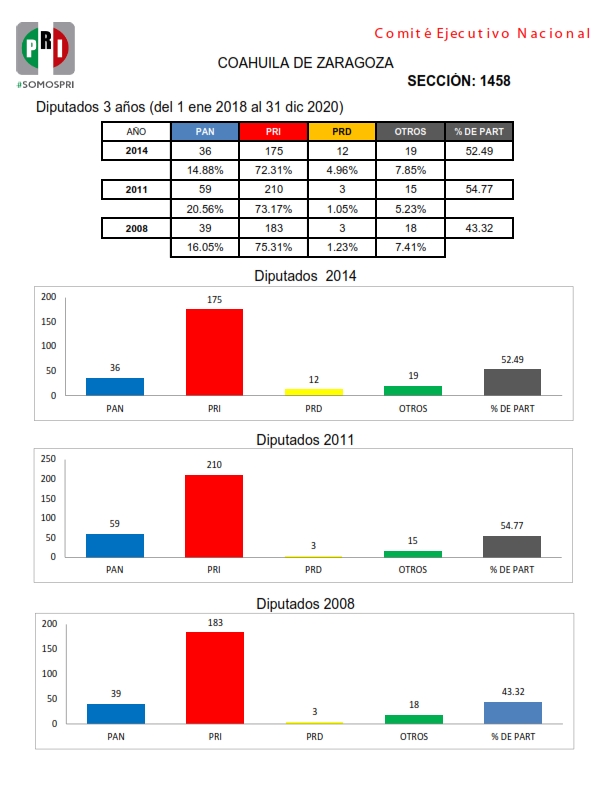 Comité Ejecutivo Nacional
PRI
#SOMOSPRI
COAHUILA DE ZARAGOZA
SECCIÓN: 1458
Diputados 3 años (del 1 ene 2018 al 31 dic 2020)
AÑO PAN PRI PRD OTROS % DE PART
2014 36 175 12 19 52.49
14.88% 72.31% 4.96% 7.85%
2011 59 210 3 15 54.77
20.56% 73.17% 1.05% 5.23%
2008 39 183 3 18 43.32
16.05% 75.31% 1.23% 7.41%
Diputados 2014
200
150
100
50
0
36 175 12 19 52.49
PAN PRI PRD OTROS % DE PART
Diputados 2011
250
200
150
100
50
0
59 210 3 15 54.77
PAN PRI PRD OTROS % DE PART
Diputados 2008
200
150
100
50
0
39 183 3 18 43.32
PAN PRI PRD OTROS % DE PART